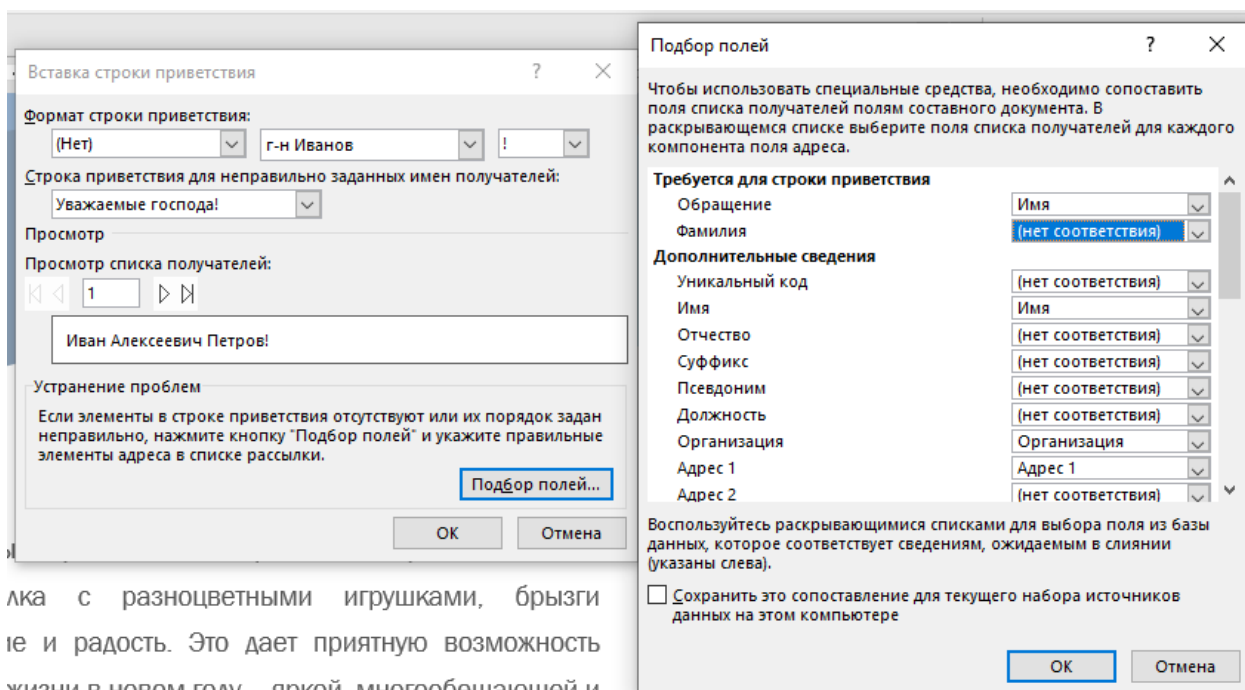 Вставка строки приветствия
?
Формат строки приветствия:
(Нет) г-н Иванов !
Строка приветствия для неправильно заданных имен получателей:
Уважаемые господа!
Просмотр
Просмотр списка получателей:
1
Иван Алексеевич Петров!
Устранение проблем
Если элементы в строке приветствия отсутствуют или их порядок задан
неправильно, нажмите кнопку "Подбор полей" и укажите правильные
элементы адреса в списке рассылки.
Подбор полей...
ОК Отмена
с разноцветными игрушками, брызги
и радость. Это дает приятную возможность
жизни в новом году – яркой, многообещающей и
Подбор полей
?
Чтобы использовать специальные средства, необходимо сопоставить
поля списка получателей полям составного документа. В
раскрывающемся списке выберите поля списка получателей для каждого
компонента поля адреса.
Требуется для строки приветствия
Обращение Имя
Фамилия (нет соответствия)
Дополнительные сведения
Уникальный код (нет соответствия)
Имя Имя
Отчество (нет соответствия)
Суффикс (нет соответствия)
Псевдоним (нет соответствия)
Должность (нет соответствия)
Организация Организация
Адрес 1 Адрес 1
Адрес 2 (нет соответствия)
Воспользуйтесь раскрывающимися списками для выбора поля из базы
данных, которое соответствует сведениям, ожидаемым в слиянии
(указаны слева).
Сохранить это сопоставление для текущего набора источников
данных на этом компьютере
ОК Отмена